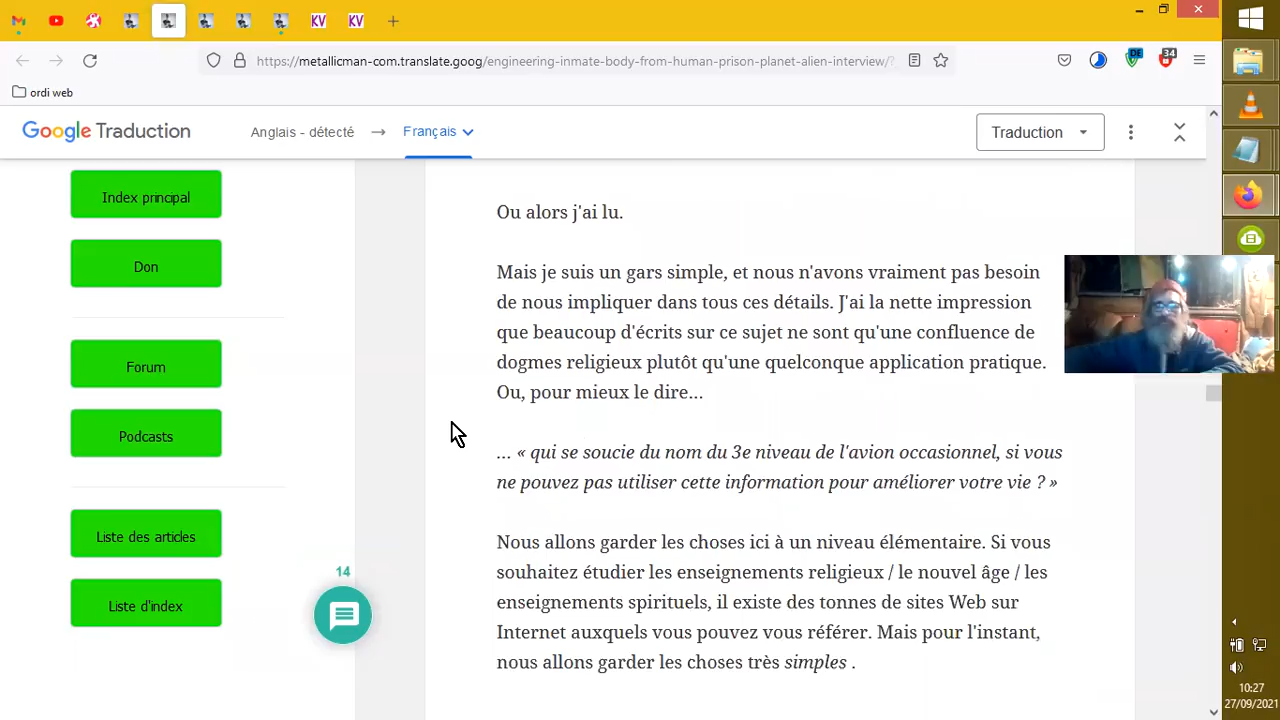 KV
KV
https://metallicman-com.translate.goog/engineering-inmate-body-from-human-prison-planet-alien-interview/?
DE
34
ordi web
Google Traduction
Anglais - détecté
Français
Traduction
Index principal
Don
Forum
Podcasts
Liste des articles
Liste d'index
14
Ou alors j'ai lu.
Mais je suis un gars simple, et nous n'avons vraiment pas besoin
de nous impliquer dans tous ces détails. J'ai la nette impression
que beaucoup d'écrits sur ce sujet ne sont qu'une confluence de
dogmes religieux plutôt qu'une quelconque application pratique.
Ou, pour mieux le dire…
… « qui se soucie du nom du 3e niveau de l'avion occasionnel, si vous
ne pouvez pas utiliser cette information pour améliorer votre vie ? »
Nous allons garder les choses ici à un niveau élémentaire. Si vous
souhaitez étudier les enseignements religieux / le nouvel âge / les
enseignements spirituels, il existe des tonnes de sites Web sur
Internet auxquels vous pouvez vous référer. Mais pour l'instant,
nous allons garder les choses très simples .
10:27
27/09/2021